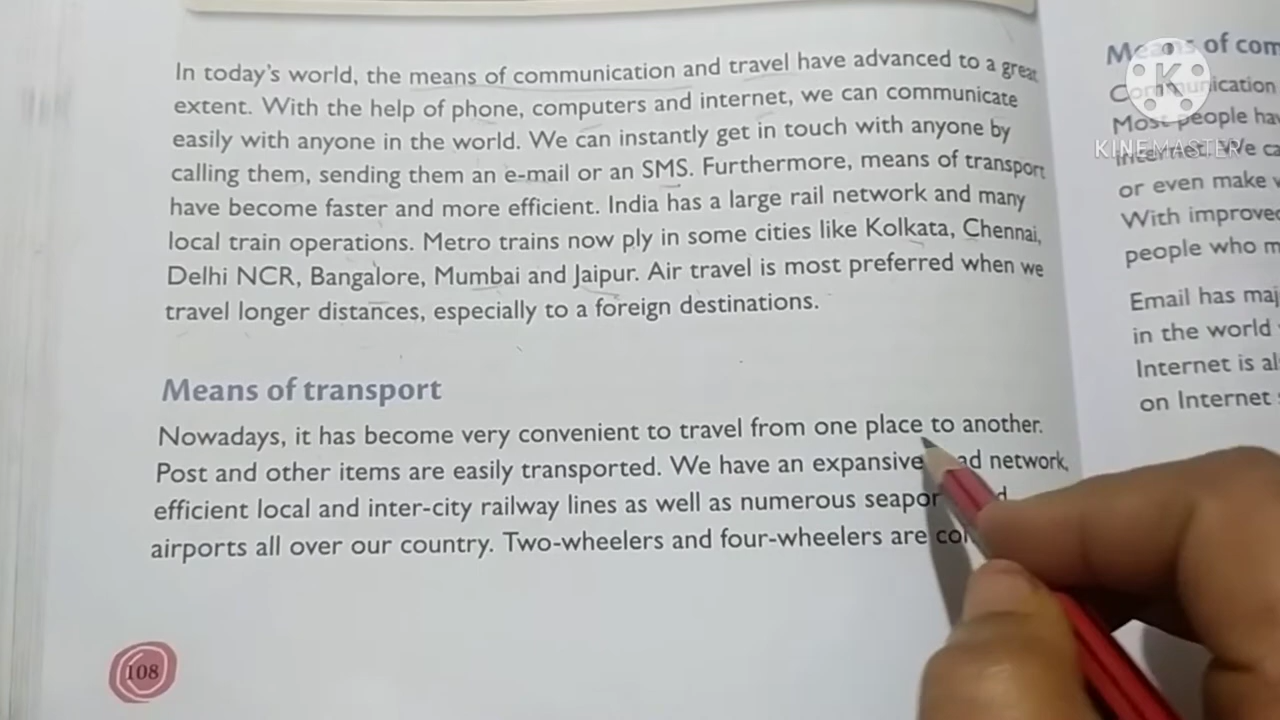 In today's world, the means of communication and travel have advanced to a great
extent. With the help of phone, computers and internet, we can communicate
easily with anyone in the world. We can instantly get in touch with anyone by
calling them, sending them an e-mail or an SMS. Furthermore, means of transport
have become faster and more efficient. India has a large rail network and many
local train operations. Metro trains now ply in some cities like Kolkata, Chennai,
Delhi NCR, Bangalore, Mumbai and Jaipur. Air travel is most preferred when we
travel longer distances, especially to a foreign destinations.
Means of transport
Nowadays, it has become very convenient to travel from one place to another.
Post and other items are easily transported. We have an expansive network,
efficient local and inter-city railway lines as well as numerous
airports all over our country. Two-wheelers and four-wheelers are
108
Means of
Communication
Most people
Internet. We
or even make
With improved
people who
Email has
in the world
Internet is
on Internet
K
KINEMASTER